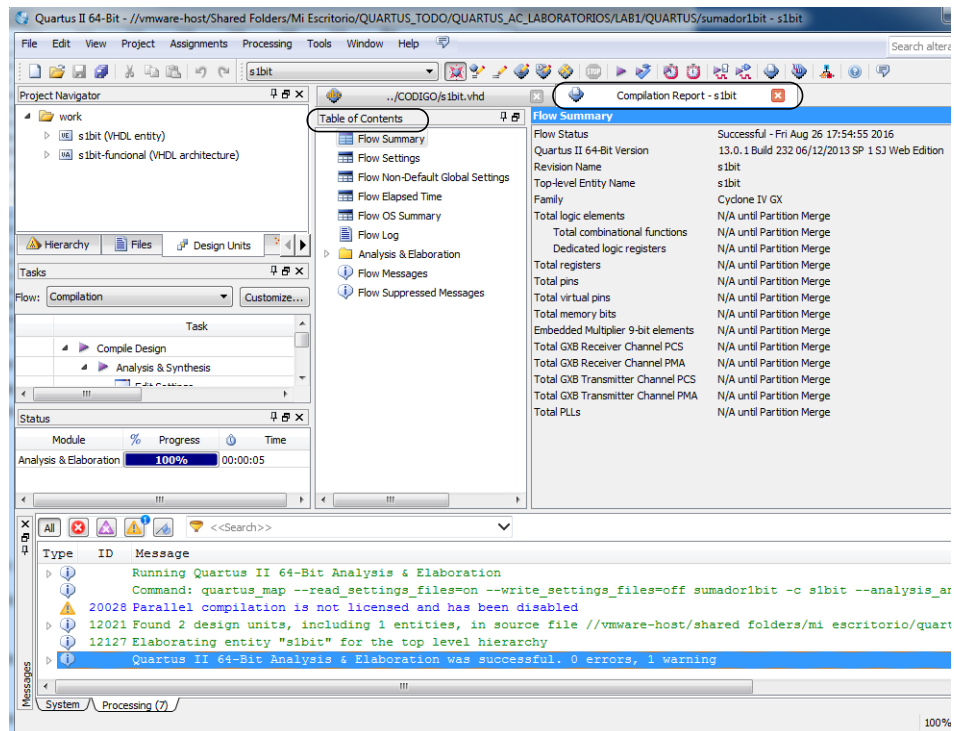 Quartus II 64-Bit - //vmware-host/Shared Folders/Mi Escritorio/QUARTUS_TODO/QUARTUS_AC_LABORATORIOS/LAB1/QUARTUS/sumador1bit - s1bit
File Edit View Project Assignments Processing Tools Window Help
Search altera
s1bit
Project Navigator
work
s1bit (VHDL entity)
s1bit-funcional (VHDL architecture)
Hierarchy Files Design Units
Tasks
Flow: Compilation Customize...
Task
Compile Design
Analysis & Synthesis
Edit Settings
Status
Module % Progress Time
Analysis & Elaboration 100% 00:00:05
../CODIGO/s1bit.vhd
Compilation Report - s1bit
Table of Contents
Flow Summary
Flow Settings
Flow Non-Default Global Settings
Flow Elapsed Time
Flow OS Summary
Flow Log
Analysis & Elaboration
Flow Messages
Flow Suppressed Messages
Flow Summary
Flow Status Successful - Fri Aug 26 17:54:55 2016
Quartus II 64-Bit Version 13.0.1 Build 232 06/12/2013 SP 1 SJ Web Edition
Revision Name s1bit
Top-level Entity Name s1bit
Family Cyclone IV GX
Total logic elements N/A until Partition Merge
Total combinational functions N/A until Partition Merge
Dedicated logic registers N/A until Partition Merge
Total registers N/A until Partition Merge
Total pins N/A until Partition Merge
Total virtual pins N/A until Partition Merge
Total memory bits N/A until Partition Merge
Embedded Multiplier 9-bit elements N/A until Partition Merge
Total GXB Receiver Channel PCS N/A until Partition Merge
Total GXB Receiver Channel PMA N/A until Partition Merge
Total GXB Transmitter Channel PCS N/A until Partition Merge
Total GXB Transmitter Channel PMA N/A until Partition Merge
Total PLLs N/A until Partition Merge
All <<Search>>
Type ID Message
Running Quartus II 64-Bit Analysis & Elaboration
Command: quartus_map --read_settings_files=on --write_settings_files=off sumador1bit -c s1bit --analysis_an
20028 Parallel compilation is not licensed and has been disabled
12021 Found 2 design units, including 1 entities, in source file //vmware-host/shared folders/mi escritorio/quart
12127 Elaborating entity "s1bit" for the top level hierarchy
Quartus II 64-Bit Analysis & Elaboration was successful. 0 errors, 1 warning
Messages
System Processing (7)
100%